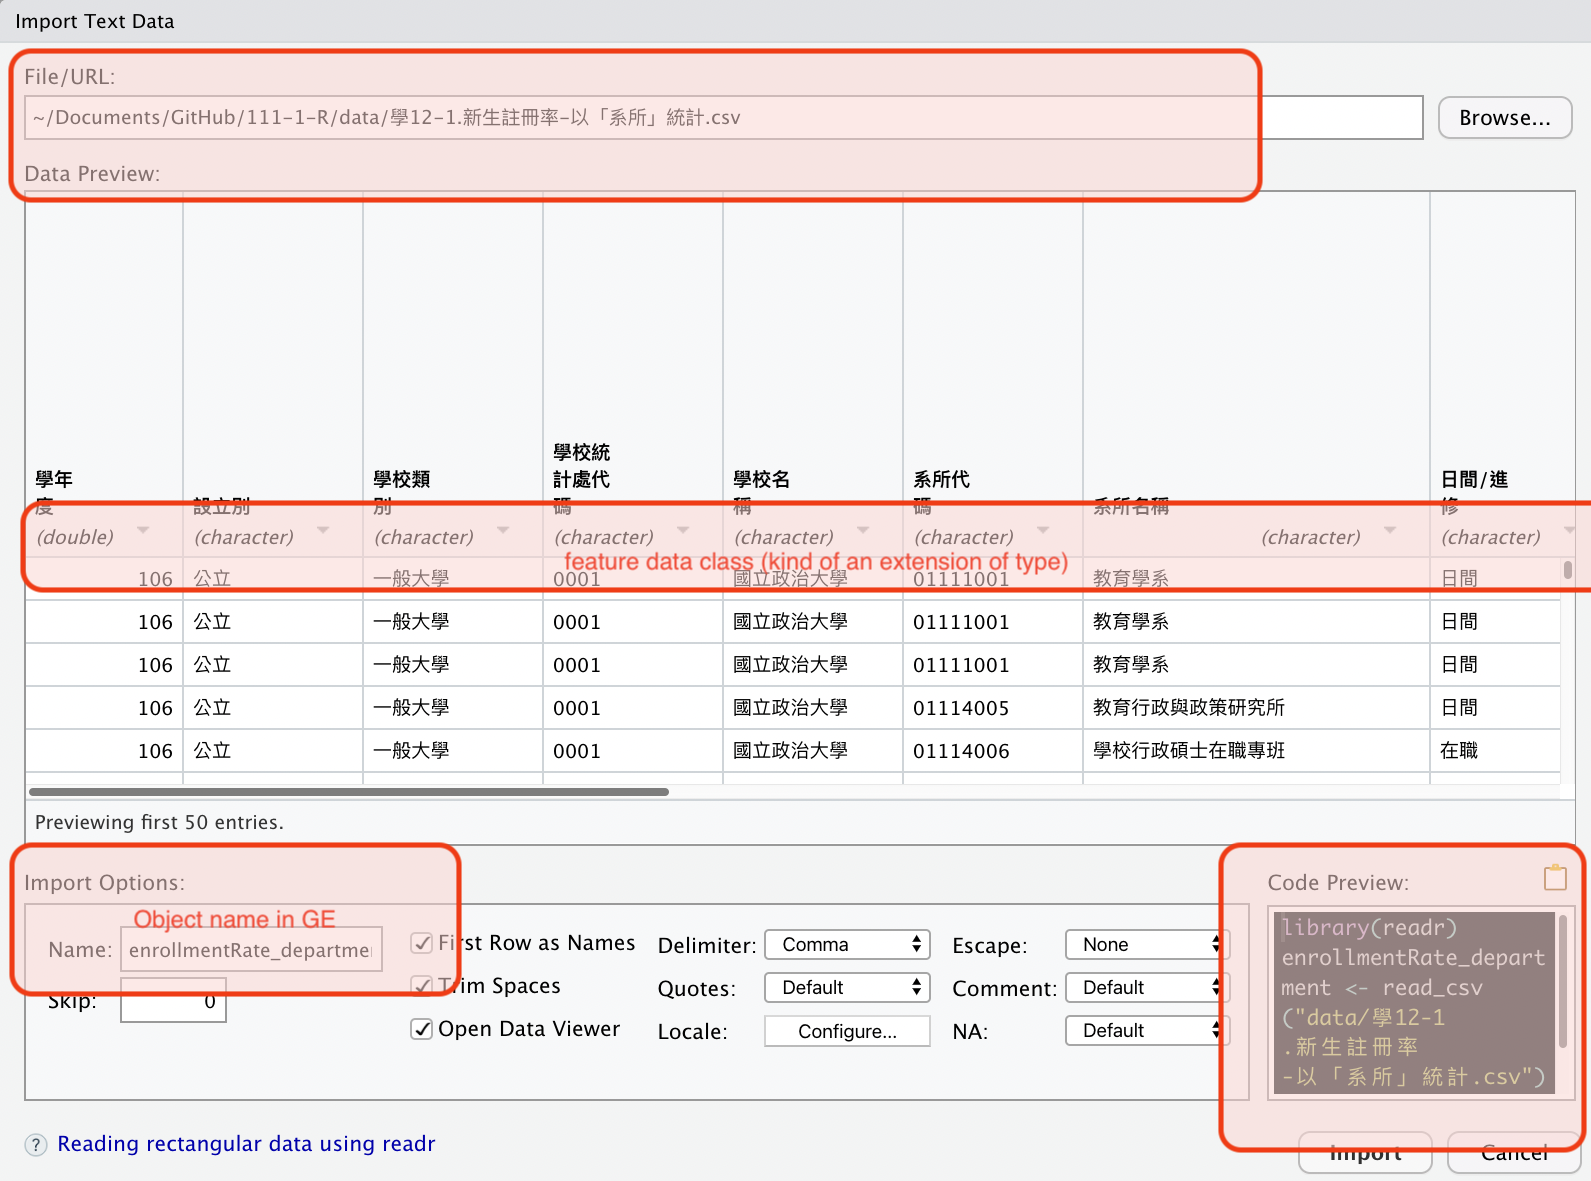 Import Text Data
File/URL:
~/Documents/GitHub/111-1-R/data/學12-1.新生註冊率-以「系所」統計.csv
Browse...
Data Preview:
學年度 (double)
設立別 (character)
學校類別 (character)
學校統計處代碼 (character)
學校名稱 (character)
系所代碼 (character)
系所名稱 (character)
日間/進修 (character)
feature data class (kind of an extension of type)
106 公立 一般大學 0001 國立政治大學 01111001 教育學系 日間
106 公立 一般大學 0001 國立政治大學 01111001 教育學系 日間
106 公立 一般大學 0001 國立政治大學 01111001 教育學系 日間
106 公立 一般大學 0001 國立政治大學 01114005 教育行政與政策研究所 日間
106 公立 一般大學 0001 國立政治大學 01114006 學校行政碩士在職專班 在職
Previewing first 50 entries.
Import Options:
Object name in GE
Name: enrollmentRate_departme
Skip: 0
First Row as Names
Trim Spaces
Open Data Viewer
Delimiter: Comma
Quotes: Default
Locale: Configure...
Escape: None
Comment: Default
NA: Default
Code Preview:
library(readr)
enrollmentRate_depart
ment <- read_csv
("data/學12-1
.新生註冊率
-以「系所」統計.csv")
? Reading rectangular data using readr
Import
Cancel